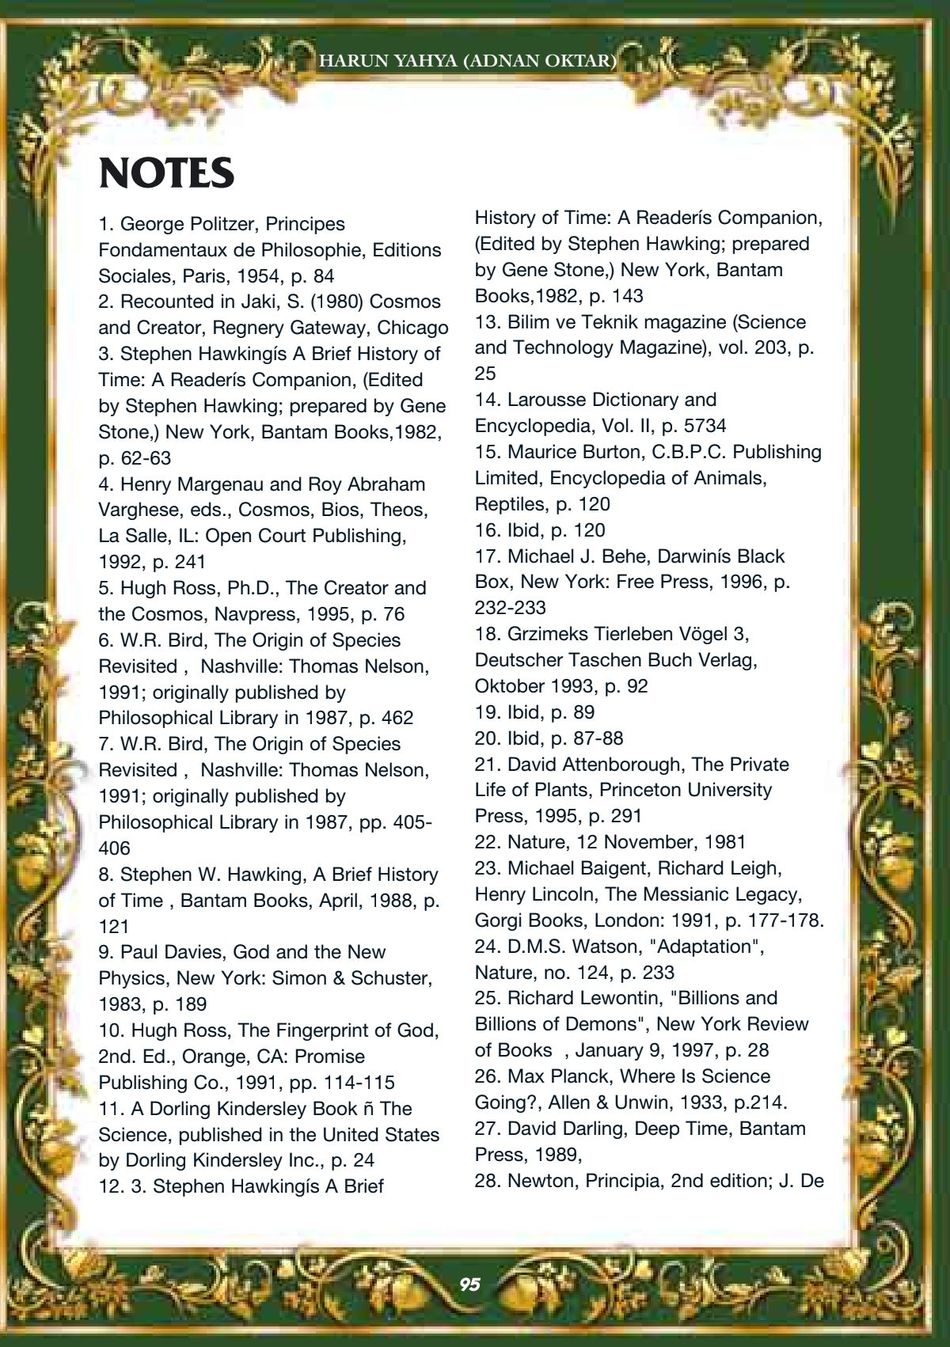 HARUN YAHYA (ADNAN OKTAR)
NOTES
1. George Politzer, Principes
Fondamentaux de Philosophie, Editions
Sociales, Paris, 1954, p. 84
2. Recounted in Jaki, S. (1980) Cosmos
and Creator, Regnery Gateway, Chicago
3. Stephen Hawkingís A Brief History of
Time: A Readerís Companion, (Edited
by Stephen Hawking; prepared by Gene
Stone,) New York, Bantam Books,1982,
p. 62-63
4. Henry Margenau and Roy Abraham
Varghese, eds., Cosmos, Bios, Theos,
La Salle, IL: Open Court Publishing,
1992, p. 241
5. Hugh Ross, Ph.D., The Creator and
the Cosmos, Navpress, 1995, p. 76
6. W.R. Bird, The Origin of Species
Revisited , Nashville: Thomas Nelson,
1991; originally published by
Philosophical Library in 1987, p. 462
7. W.R. Bird, The Origin of Species
Revisited , Nashville: Thomas Nelson,
1991; originally published by
Philosophical Library in 1987, pp. 405-
406
8. Stephen W. Hawking, A Brief History
of Time , Bantam Books, April, 1988, p.
121
9. Paul Davies, God and the New
Physics, New York: Simon & Schuster,
1983, p. 189
10. Hugh Ross, The Fingerprint of God,
2nd. Ed., Orange, CA: Promise
Publishing Co., 1991, pp. 114-115
11. A Dorling Kindersley Book ñ The
Science, published in the United States
by Dorling Kindersley Inc., p. 24
12. 3. Stephen Hawkingís A Brief
History of Time: A Readerís Companion,
(Edited by Stephen Hawking; prepared
by Gene Stone,) New York, Bantam
Books,1982, p. 143
13. Bilim ve Teknik magazine (Science
and Technology Magazine), vol. 203, p.
25
14. Larousse Dictionary and
Encyclopedia, Vol. II, p. 5734
15. Maurice Burton, C.B.P.C. Publishing
Limited, Encyclopedia of Animals,
Reptiles, p. 120
16. Ibid, p. 120
17. Michael J. Behe, Darwinís Black
Box, New York: Free Press, 1996, p.
232-233
18. Grzimeks Tierleben Vögel 3,
Deutscher Taschen Buch Verlag,
Oktober 1993, p. 92
19. Ibid, p. 89
20. Ibid, p. 87-88
21. David Attenborough, The Private
Life of Plants, Princeton University
Press, 1995, p. 291
22. Nature, 12 November, 1981
23. Michael Baigent, Richard Leigh,
Henry Lincoln, The Messianic Legacy,
Gorgi Books, London: 1991, p. 177-178.
24. D.M.S. Watson, "Adaptation",
Nature, no. 124, p. 233
25. Richard Lewontin, "Billions and
Billions of Demons", New York Review
of Books , January 9, 1997, p. 28
26. Max Planck, Where Is Science
Going?, Allen & Unwin, 1933, p.214.
27. David Darling, Deep Time, Bantam
Press, 1989,
28. Newton, Principia, 2nd edition; J. De
95